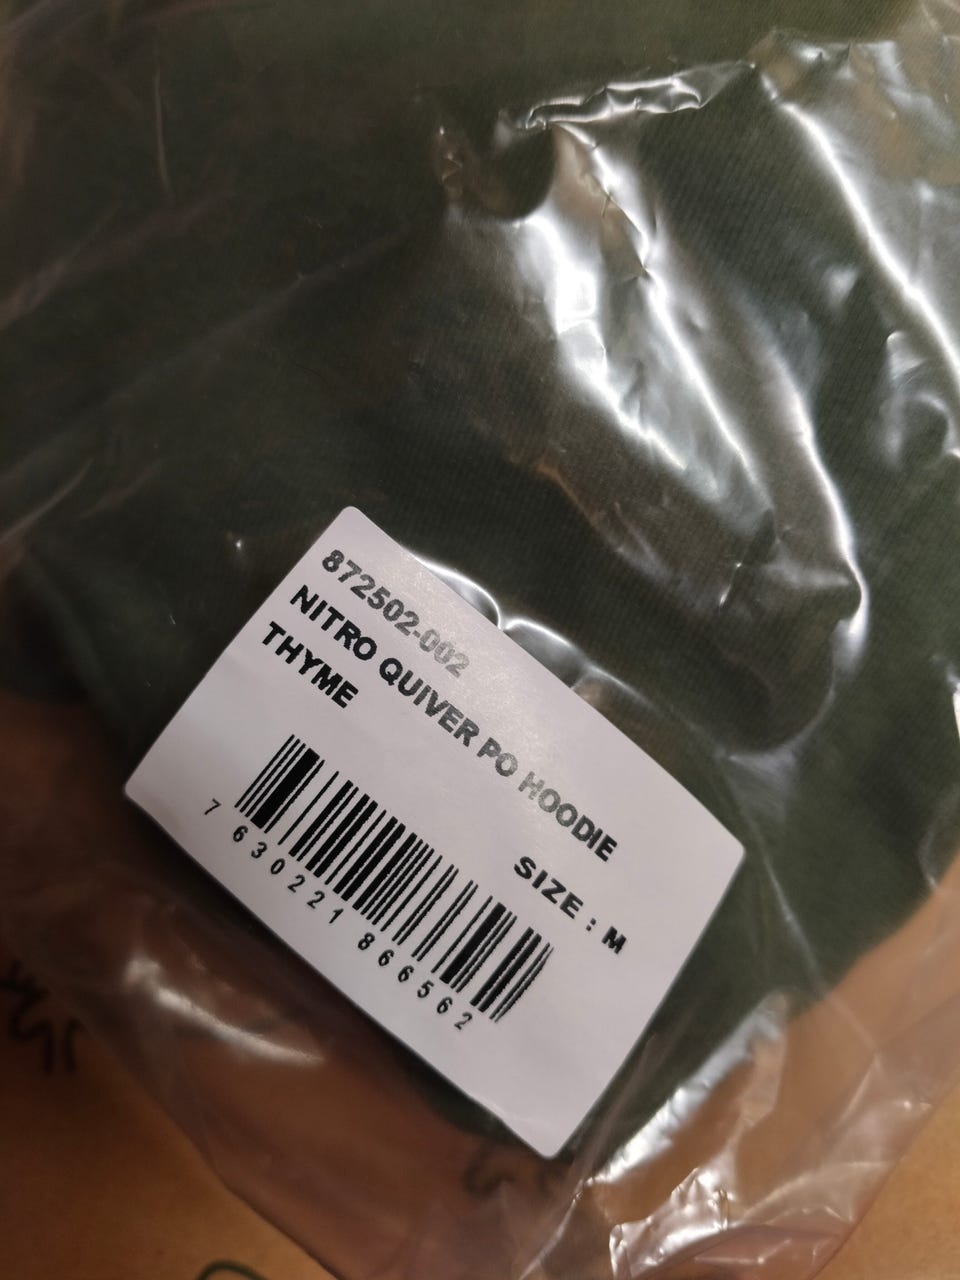 872502-002
NITRO QUIVER PO HOODIE
THYME
SIZE : M
7 630221 866562